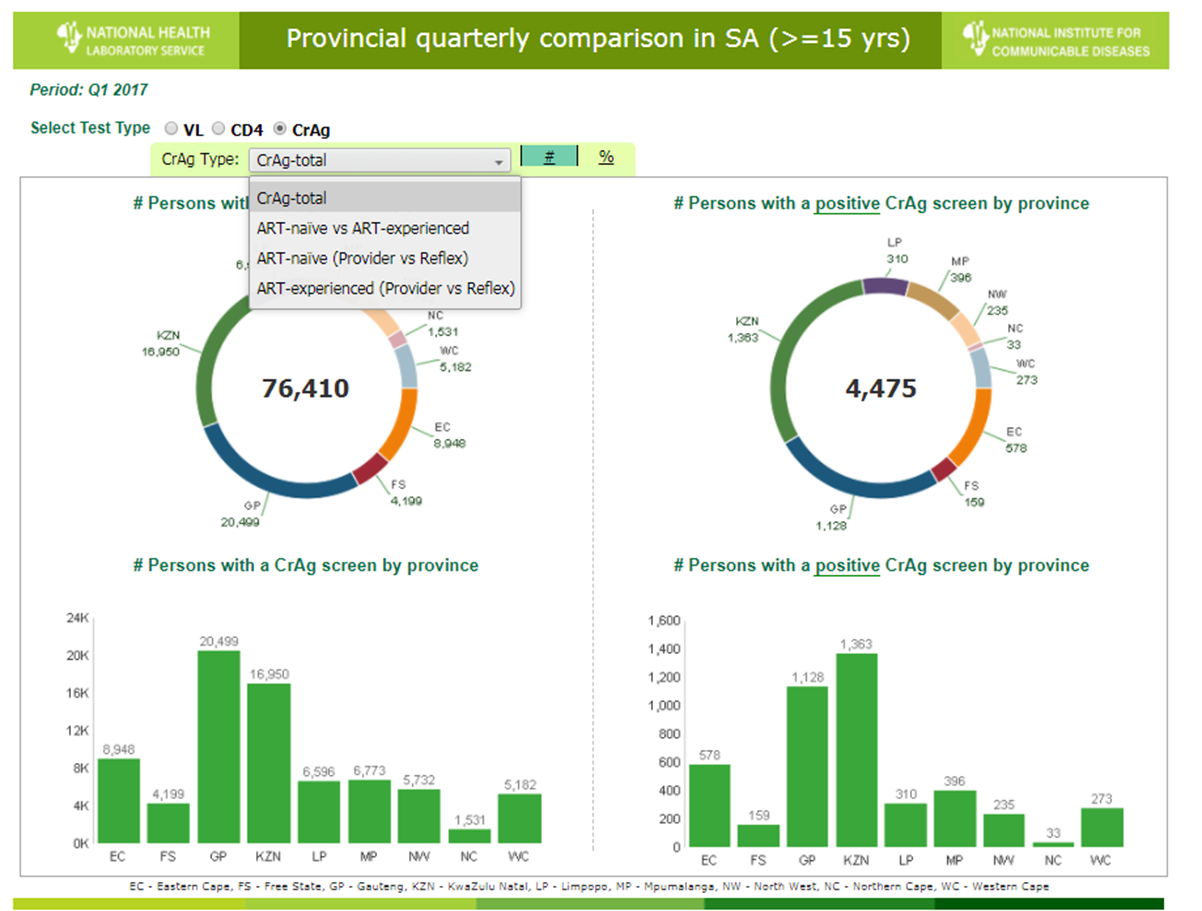 NATIONAL HEALTH
LABORATORY SERVICE
Provincial quarterly comparison in SA (>=15 yrs)
NATIONAL INSTITUTE FOR
COMMUNICABLE DISEASES
Period: Q1 2017
Select Test Type VL CD4 CrAg
CrAg Type: CrAg-total # %
CrAg-total
ART-naïve vs ART-experienced
ART-naïve (Provider vs Reflex)
ART-experienced (Provider vs Reflex)
# Persons with
KZN
16,950
NC
1,531
WC
5,182
76,410
EC
8,948
FS
4,199
GP
20,499
# Persons with a positive CrAg screen by province
LP
310
MP
396
NW
235
NC
33
WC
273
KZN
1,363
4,475
EC
578
FS
159
GP
1,128
# Persons with a CrAg screen by province
24K
20K
16K
12K
8K
4K
0K
8,948
4,199
20,499
16,950
6,596
6,773
5,732
1,531
5,182
EC FS GP KZN LP MP NW NC WC
# Persons with a positive CrAg screen by province
1,600
1,400
1,200
1,000
800
600
400
200
0
578
159
1,128
1,363
310
396
235
33
273
EC FS GP KZN LP MP NW NC WC
EC - Eastern Cape, FS - Free State, GP - Gauteng, KZN - KwaZulu Natal, LP - Limpopo, MP - Mpumalanga, NW - North West, NC - Northern Cape, WC - Western Cape